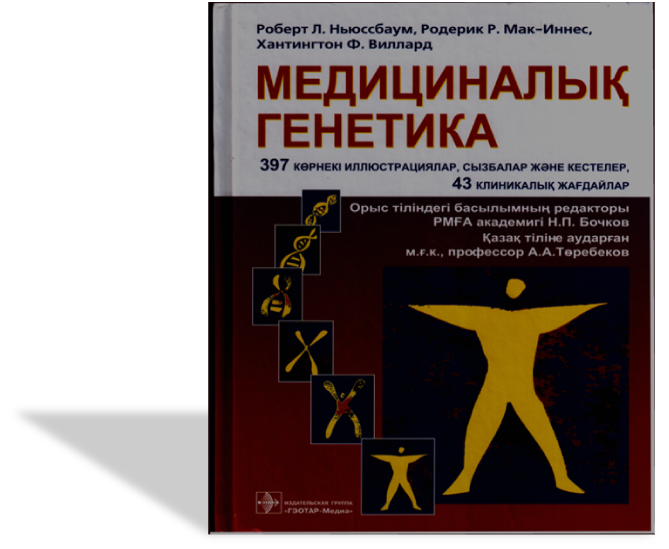 Роберт Л. Ньюссбаум, Родерик Р. Мак-Иннес,
Хантингтон Ф. Виллард
МЕДИЦИНАЛЫҚ
ГЕНЕТИКА
397 КӨРНЕКІ ИЛЛЮСТРАЦИЯЛАР, СЫЗБАЛАР ЖӘНЕ КЕСТЕЛЕР,
43 КЛИНИКАЛЫҚ ЖАҒДАЙЛАР
Орыс тіліндегі басылымның редакторы
РМҒА академигі Н.П. Бочков
Қазақ тіліне аударған
м.ғ.к., профессор А.А.Төребеков
ИЗДАТЕЛЬСКАЯ ГРУППА
«ГЭОТАР-Медиа»